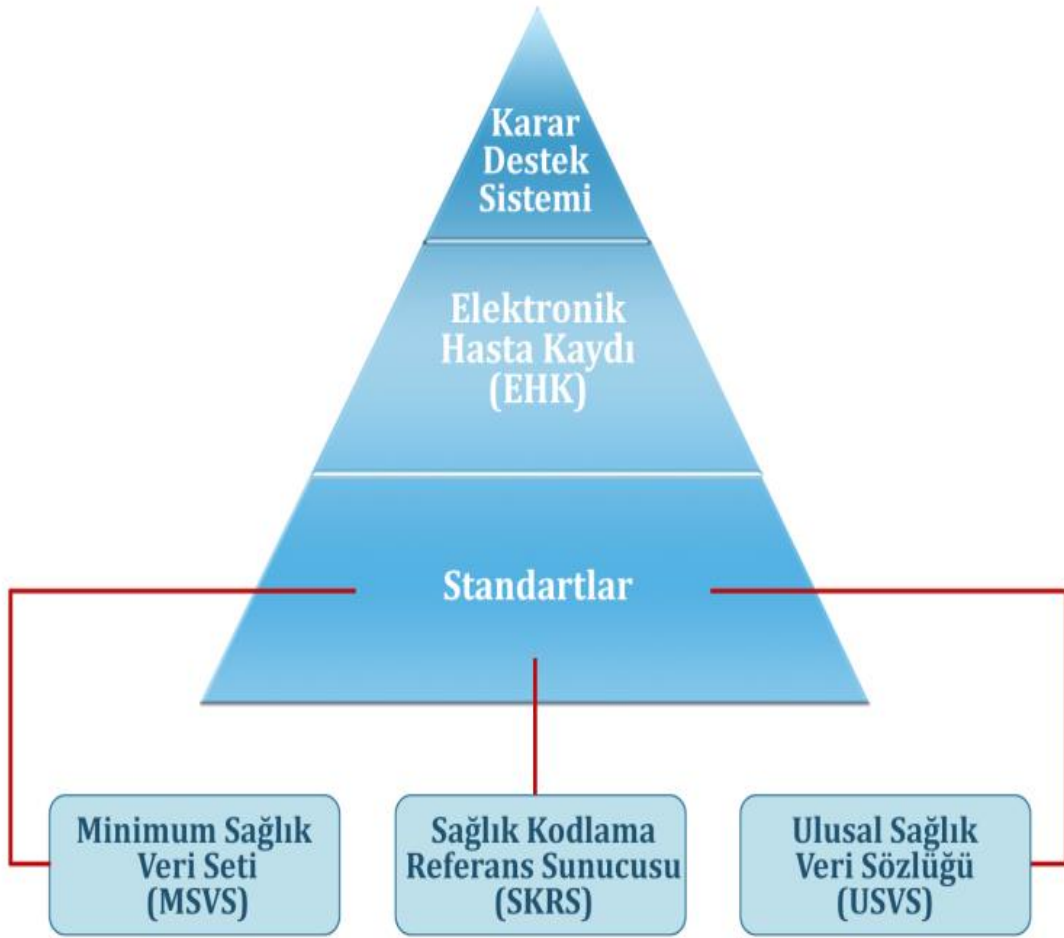 Karar
Destek
Sistemi
Elektronik
Hasta Kaydı
(EHK)
Standartlar
Minimum Sağlık
Veri Seti
(MSVS)
Sağlık Kodlama
Referans Sunucusu
(SKRS)
Ulusal Sağlık
Veri Sözlüğü
(USVS)